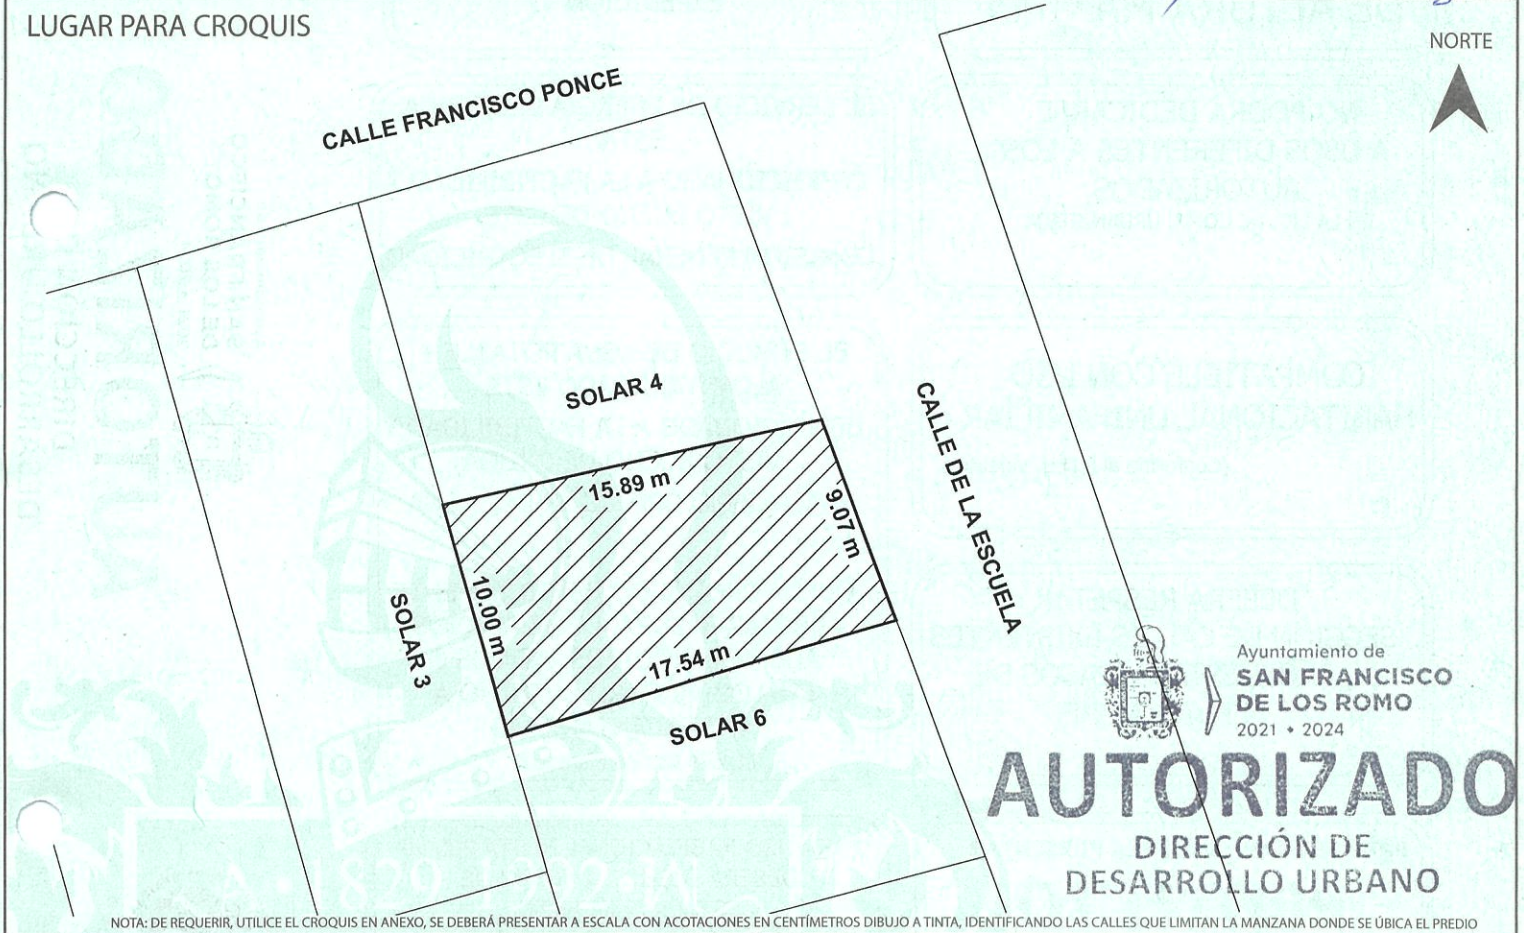 LUGAR PARA CROQUIS
NORTE
CALLE FRANCISCO PONCE
SOLAR 4
15.89 m
9.07 m
CALLE DE LA ESCUELA
10.00 m
SOLAR 3
17.54 m
SOLAR 6
Ayuntamiento de
SAN FRANCISCO
DE LOS ROMO
2021 • 2024
AUTORIZADO
DIRECCIÓN DE
DESARROLLO URBANO
1829 1992
NOTA: DE REQUERIR, UTILICE EL CROQUIS EN ANEXO, SE DEBERÁ PRESENTAR A ESCALA CON ACOTACIONES EN CENTÍMETROS DIBUJO A TINTA, IDENTIFICANDO LAS CALLES QUE LIMITAN LA MANZANA DONDE SE ÚBICA EL PREDIO